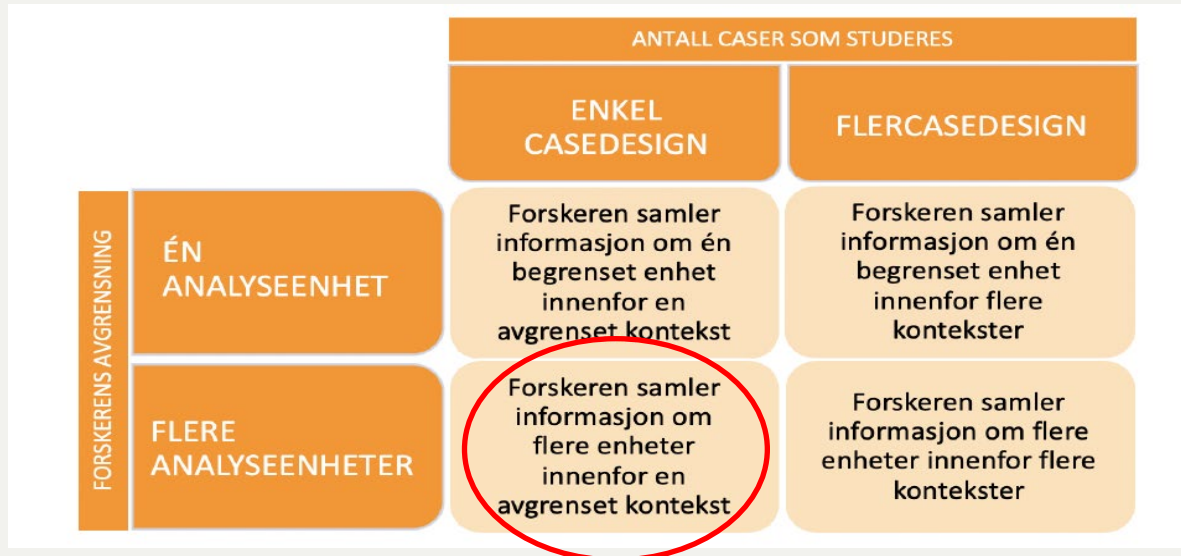 ANTALL CASER SOM STUDERES
ENKEL
CASEDESIGN
FLERCASEDESIGN
FORSKERENS AVGRENSNING
ÉN
ANALYSEENHET
Forskeren samler
informasjon om én
begrenset enhet
innenfor en
avgrenset kontekst
Forskeren samler
informasjon om én
begrenset enhet
innenfor flere
kontekster
FLERE
ANALYSEENHETER
Forskeren samler
informasjon om
flere enheter
innenfor en
avgrenset kontekst
Forskeren samler
informasjon om flere
enheter innenfor flere
kontekster